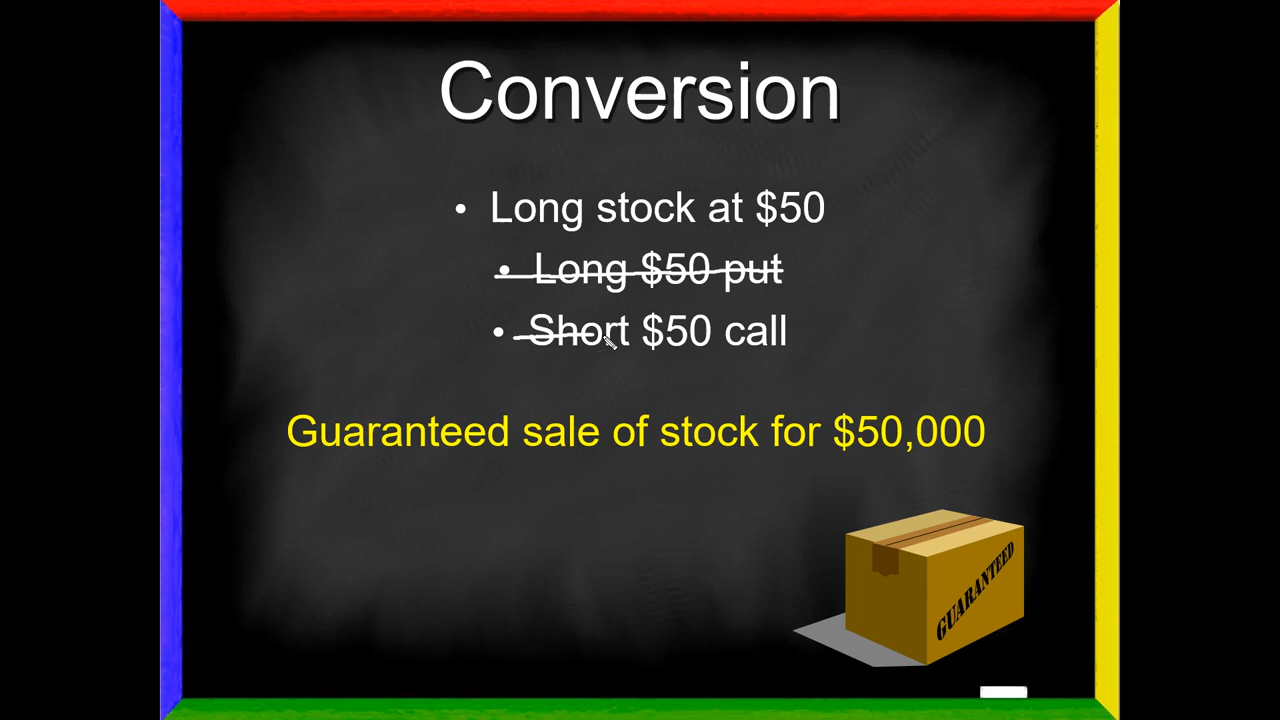 Conversion
• Long stock at $50
• Long $50 put
• Short $50 call
Guaranteed sale of stock for $50,000
GUARANTEED